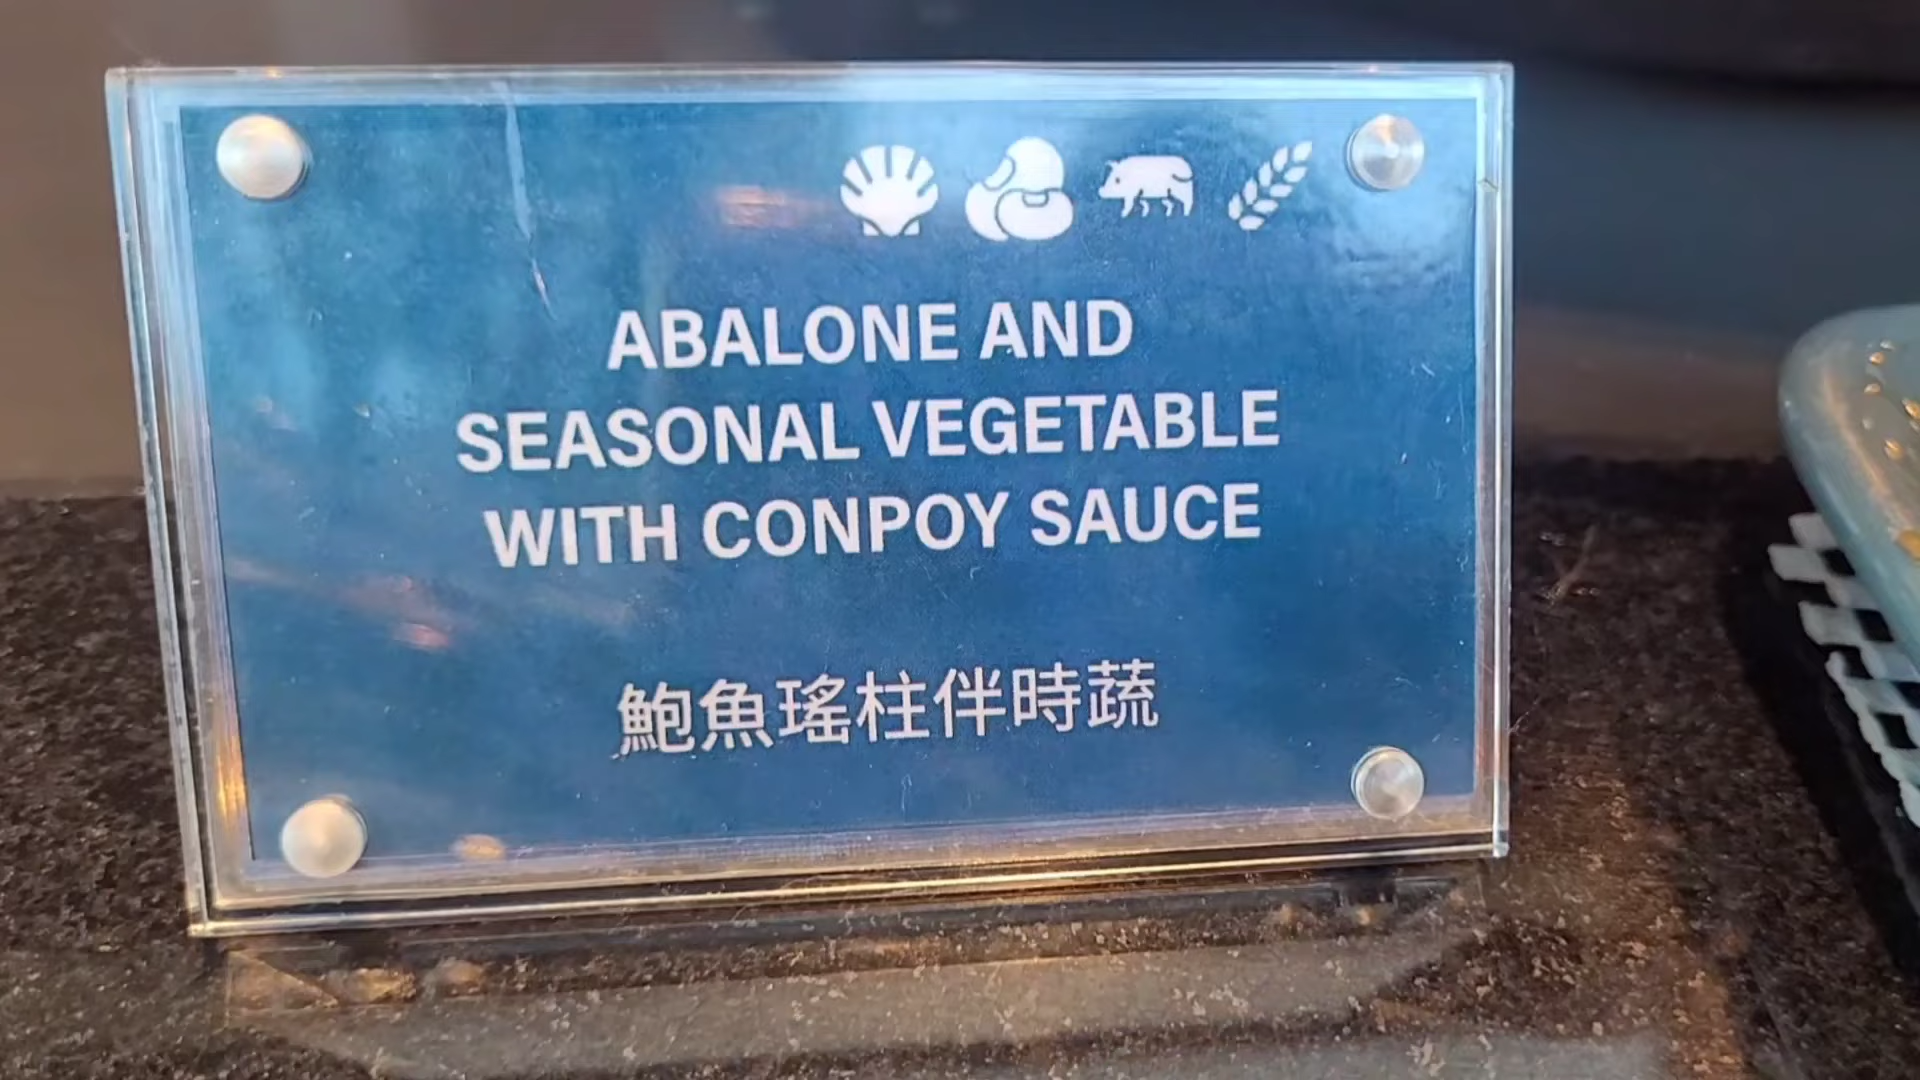 ABALONE AND
SEASONAL VEGETABLE
WITH CONPOY SAUCE
鮑魚瑤柱伴時蔬